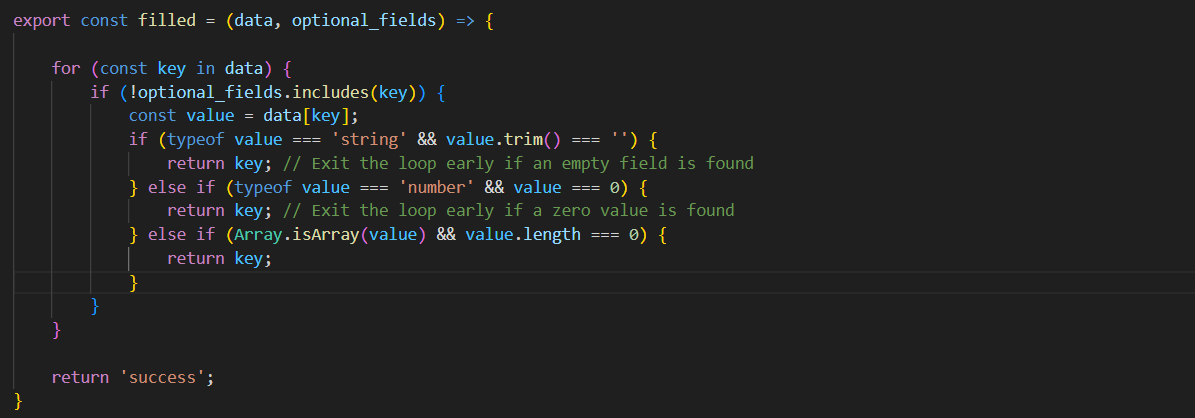 export const filled = (data, optional_fields) => {
for (const key in data) {
if (!optional_fields.includes(key)) {
const value = data[key];
if (typeof value === 'string' && value.trim() === '') {
return key; // Exit the loop early if an empty field is found
} else if (typeof value === 'number' && value === 0) {
return key; // Exit the loop early if a zero value is found
} else if (Array.isArray(value) && value.length === 0) {
return key;
}
}
}
return 'success';
}